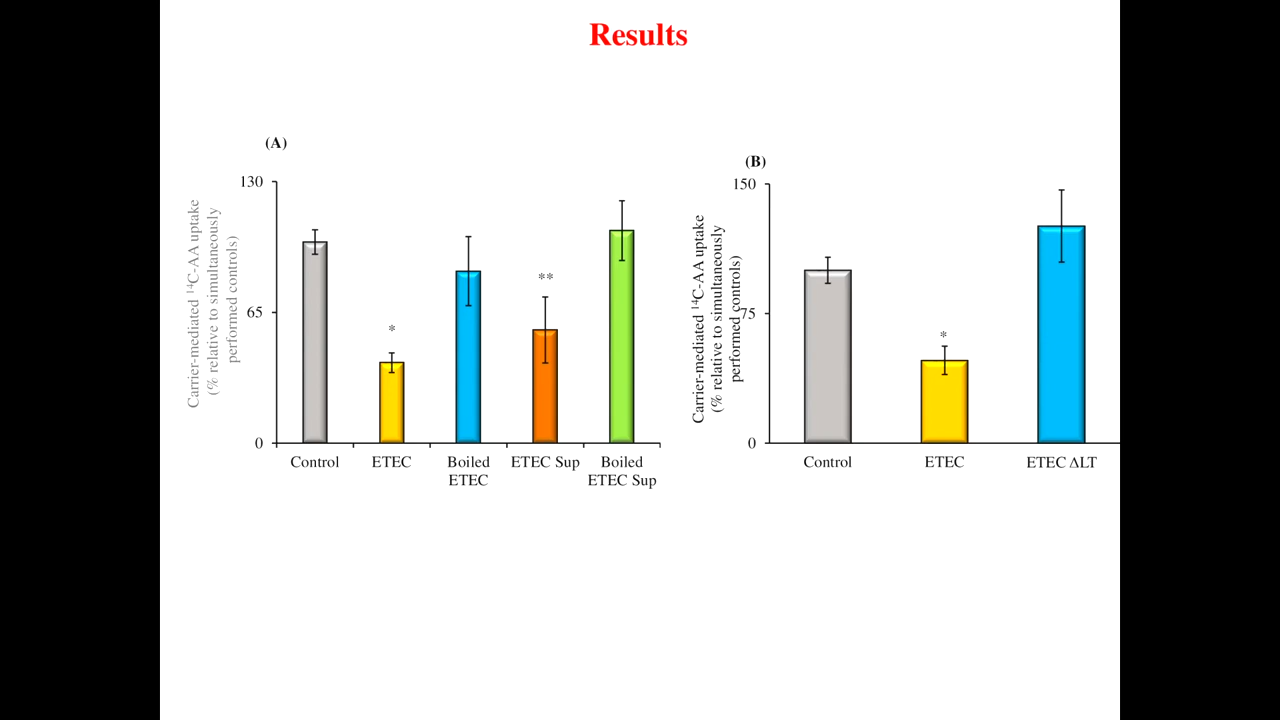 Results
(A)
130
65
0
Carrier-mediated ¹⁴C-AA uptake
(% relative to simultaneously
performed controls)
*
**
Control
ETEC
Boiled
ETEC
ETEC Sup
Boiled
ETEC Sup
(B)
150
75
0
Carrier-mediated ¹⁴C-AA uptake
(% relative to simultaneously
performed controls)
*
Control
ETEC
ETEC ΔLT